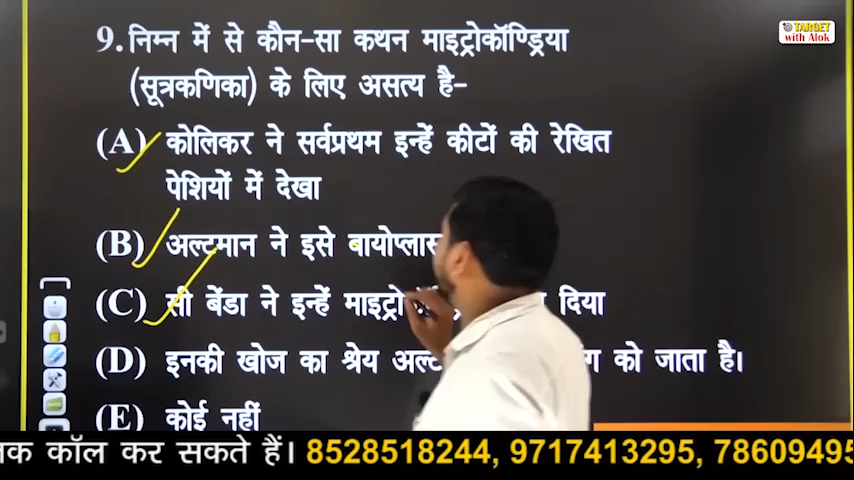 TARGET
with Alok
9. निम्न में से कौन-सा कथन माइट्रोकॉण्ड्रिया
(सूत्रकणिका) के लिए असत्य है-
(A) कोलिकर ने सर्वप्रथम इन्हें कीटों की रेखित
पेशियों में देखा
(B) अल्टमान ने इसे
(C) सी बेंडा ने इन्हें दिया
(D) इनकी खोज का श्रेय को जाता है।
(E) कोई नहीं
कॉल कर सकते हैं। 8528518244, 9717413295, 78609495